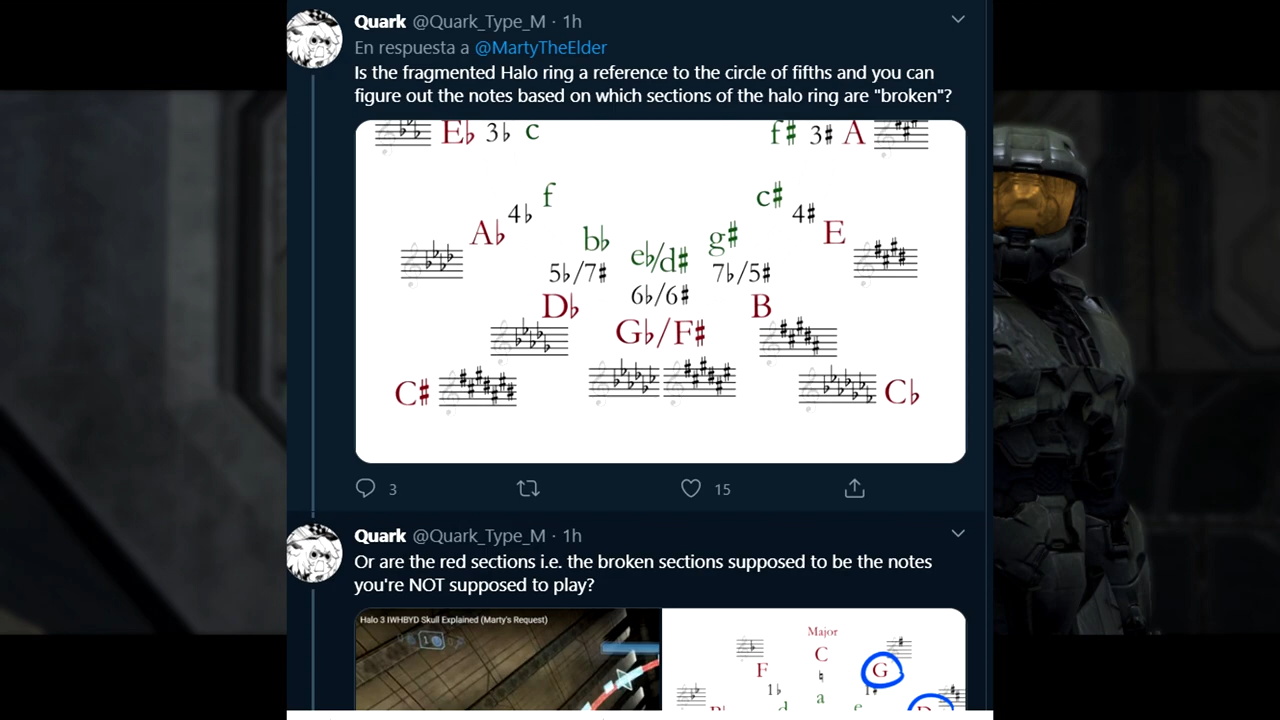 Quark @Quark_Type_M · 1h
En respuesta a @MartyTheElder
Is the fragmented Halo ring a reference to the circle of fifths and you can
figure out the notes based on which sections of the halo ring are "broken"?
E♭ 3♭ c f♯ 3♯ A
f c♯
4♭ 4♯
A♭ b♭ g♯ E
e♭/d♯
5♭/7♯ 7♭/5♯
6♭/6♯
D♭ B
G♭/F♯
C♯ C♭
3 15
Quark @Quark_Type_M · 1h
Or are the red sections i.e. the broken sections supposed to be the notes
you're NOT supposed to play?
Halo 3 IWHBYD Skull Explained (Marty's Request)
1
Major
C
F G
1♭ 1♯
a
d e